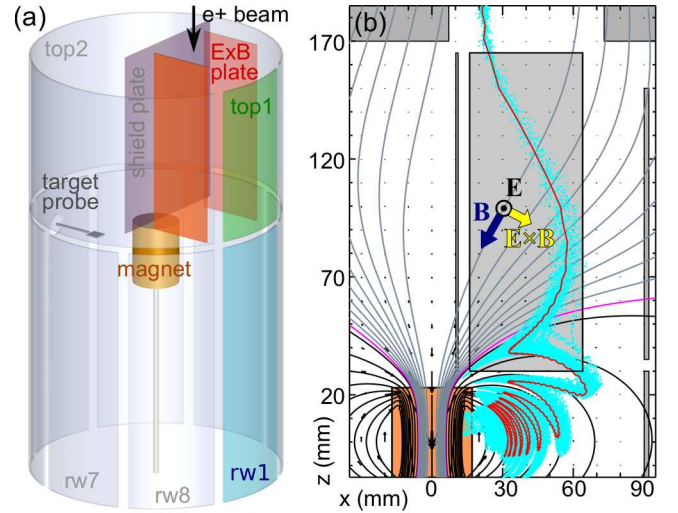 (a)
e+ beam
top2
ExB
plate
shield plate
top1
target
probe
magnet
rw7
rw8
rw1
(b)
185
E
B
E×B
120
70
20
z (mm)
x (mm)
0
30
60
90